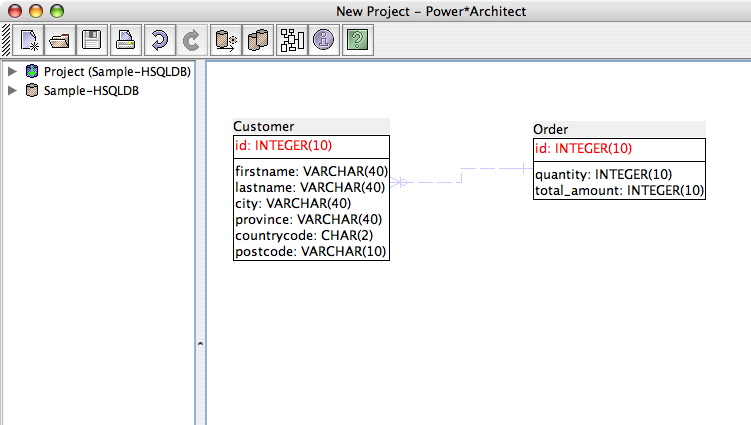 New Project – Power*Architect
Project (Sample-HSQLDB)
Sample-HSQLDB
Customer
id: INTEGER(10)
firstname: VARCHAR(40)
lastname: VARCHAR(40)
city: VARCHAR(40)
province: VARCHAR(40)
countrycode: CHAR(2)
postcode: VARCHAR(10)
Order
id: INTEGER(10)
quantity: INTEGER(10)
total_amount: INTEGER(10)